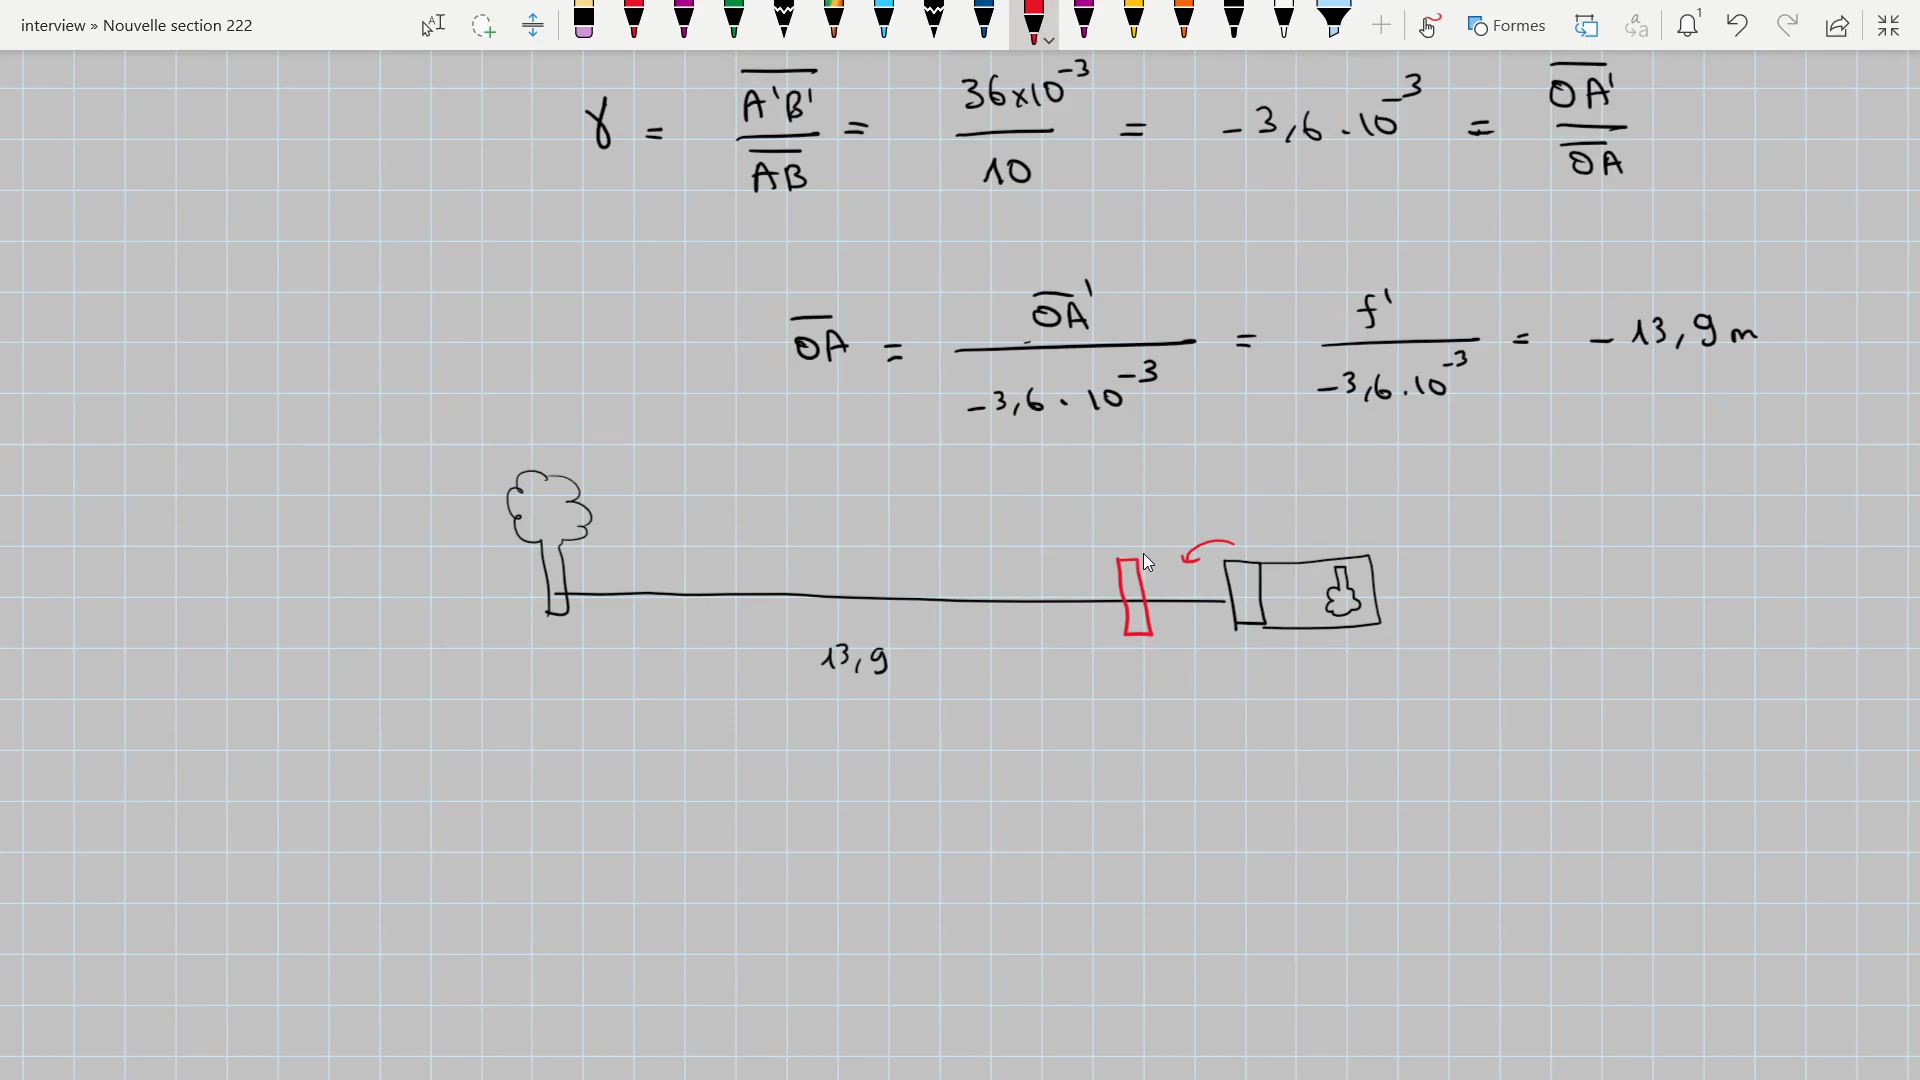 interview » Nouvelle section 222
Formes
1
γ = A'B' / AB = 36x10⁻³ / 10 = -3,6 . 10⁻³ = OA' / OA
OA = OA' / -3,6 . 10⁻³ = f' / -3,6 . 10⁻³ = - 13,9 m
13,9